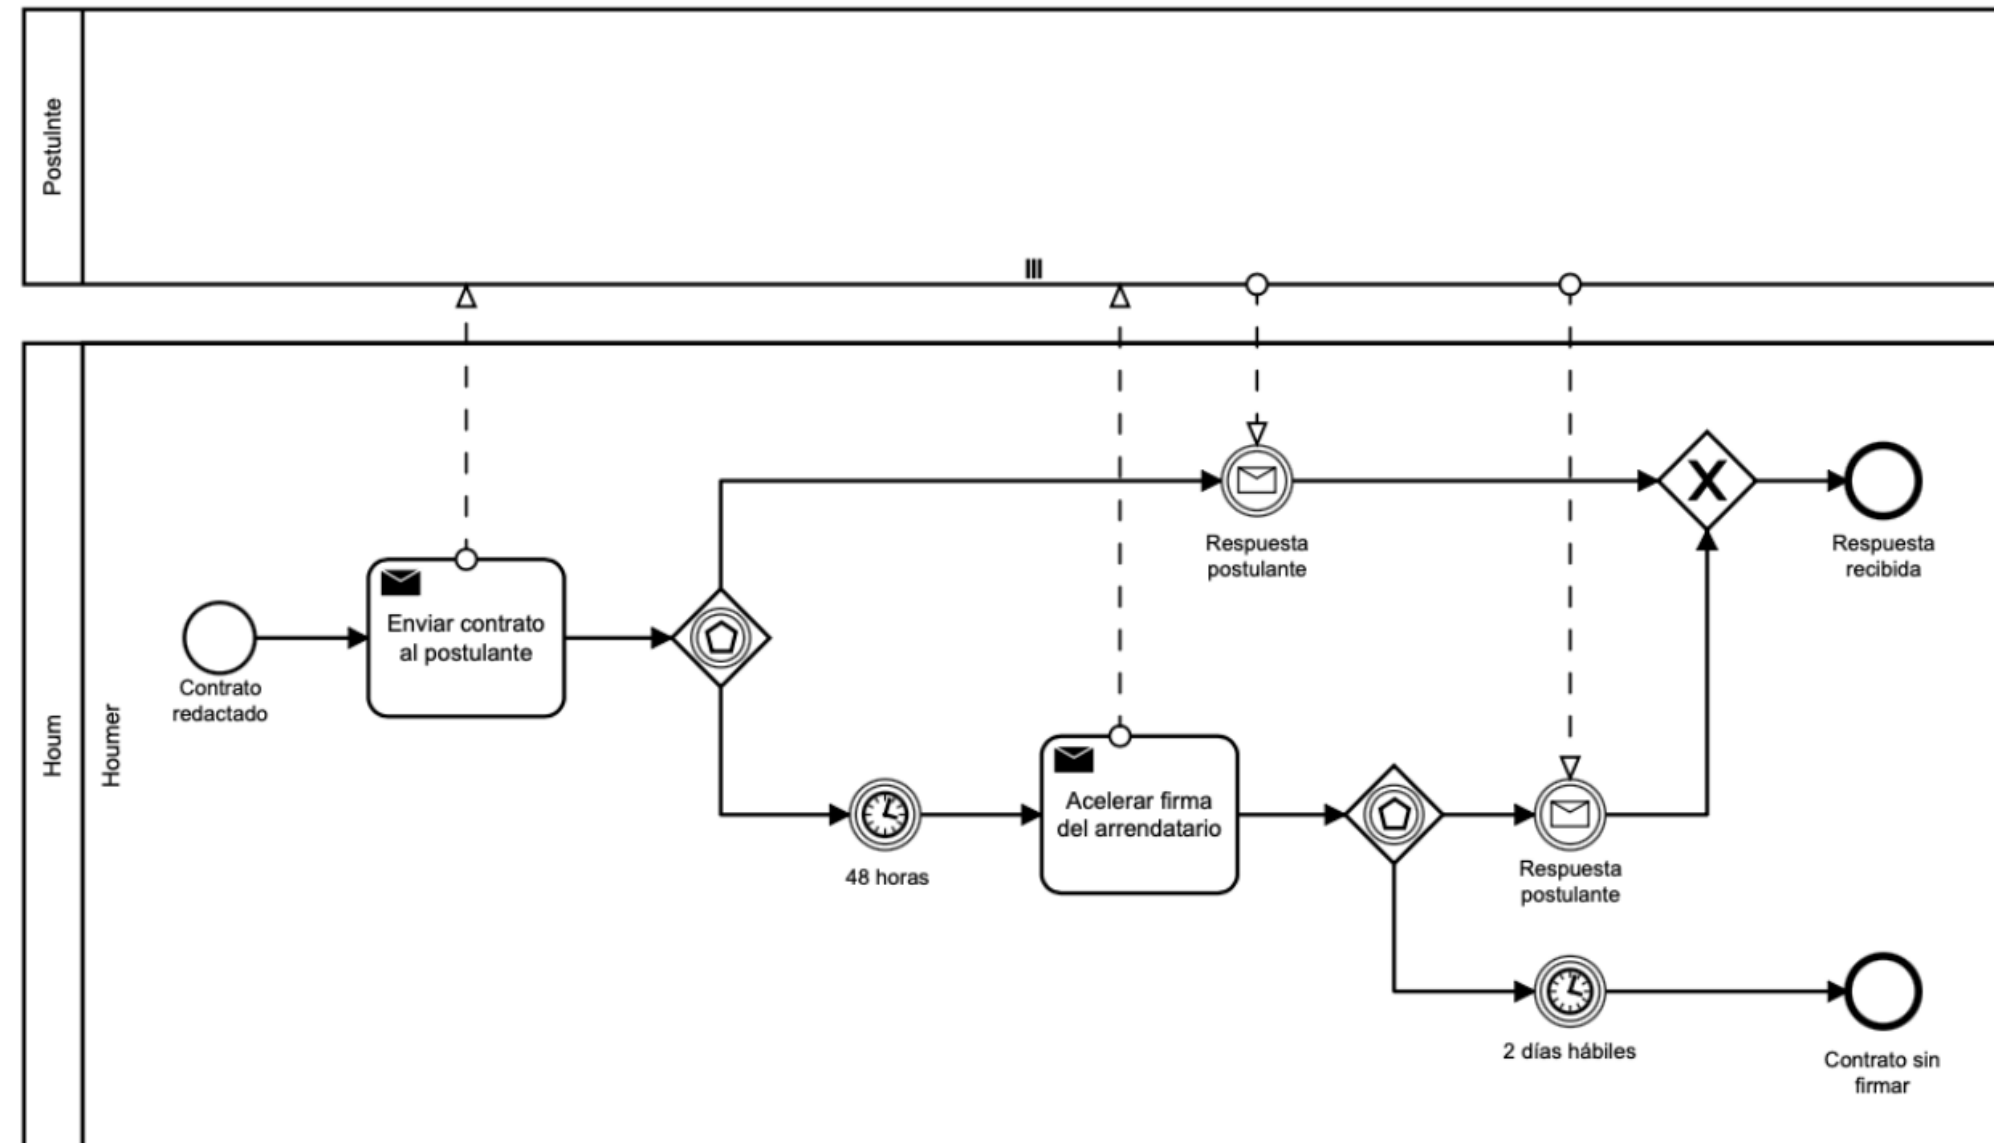 Postulnte
Houm
Houmer
Contrato
redactado
Enviar contrato
al postulante
Respuesta
postulante
Respuesta
recibida
48 horas
Acelerar firma
del arrendatario
Respuesta
postulante
2 días hábiles
Contrato sin
firmar